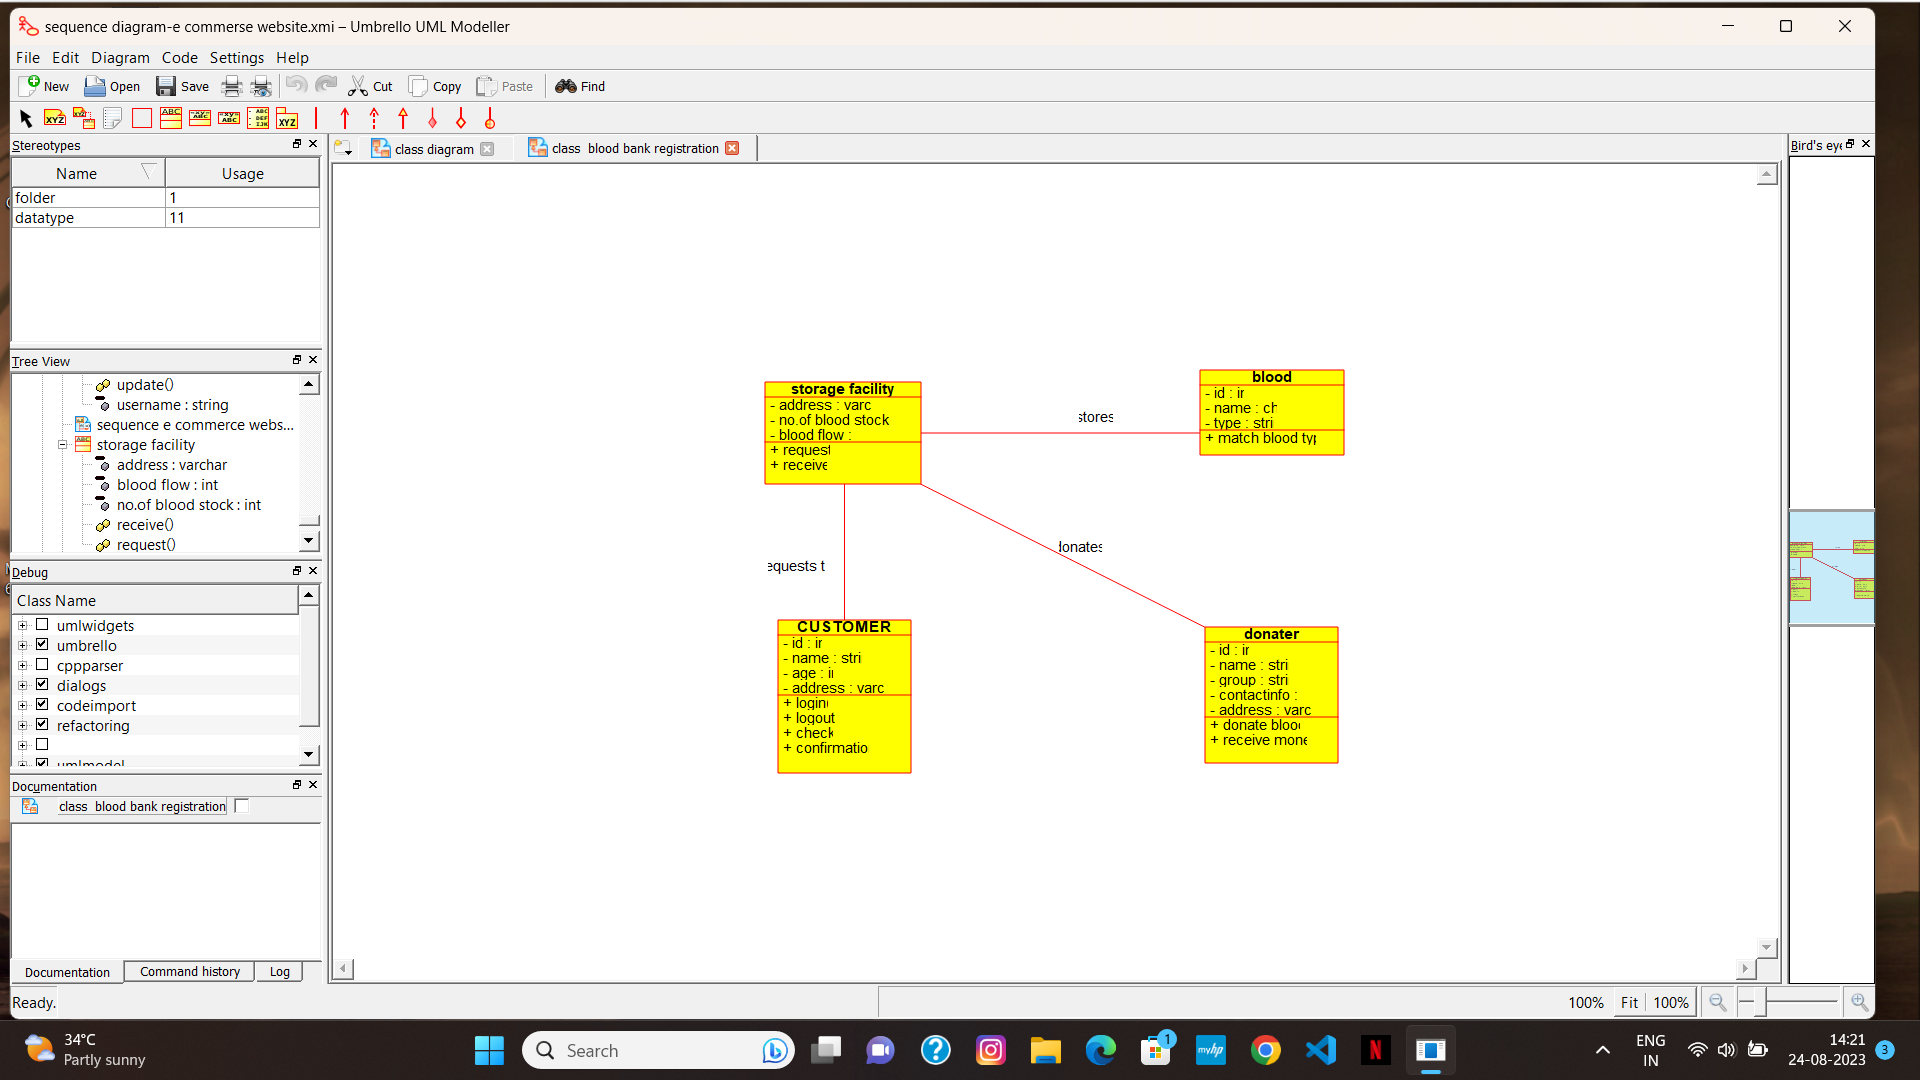 sequence diagram-e commerse website.xmi – Umbrello UML Modeller
File Edit Diagram Code Settings Help
New Open Save Cut Copy Paste Find
Stereotypes
Name Usage
folder 1
datatype 11
Tree View
update()
username : string
sequence e commerce webs...
storage facility
address : varchar
blood flow : int
no.of blood stock : int
receive()
request()
Debug
Class Name
umlwidgets
umbrello
cppparser
dialogs
codeimport
refactoring
umlmodel
Documentation
class blood bank registration
Documentation Command history Log
Ready.
class diagram class blood bank registration
Bird's eye
storage facility
- address : varc
- no.of blood stock
- blood flow :
+ request
+ receive
stores
blood
- id : ir
- name : ch
- type : stri
+ match blood typ
donates
equests t
CUSTOMER
- id : ir
- name : stri
- age : i
- address : varc
+ login
+ logout
+ check
+ confirmatio
donater
- id : ir
- name : stri
- group : stri
- contactinfo :
- address : varc
+ donate bloo
+ receive mone
100% Fit 100%
34°C
Partly sunny
Search
1
myhp
ENG
IN
14:21
24-08-2023
3